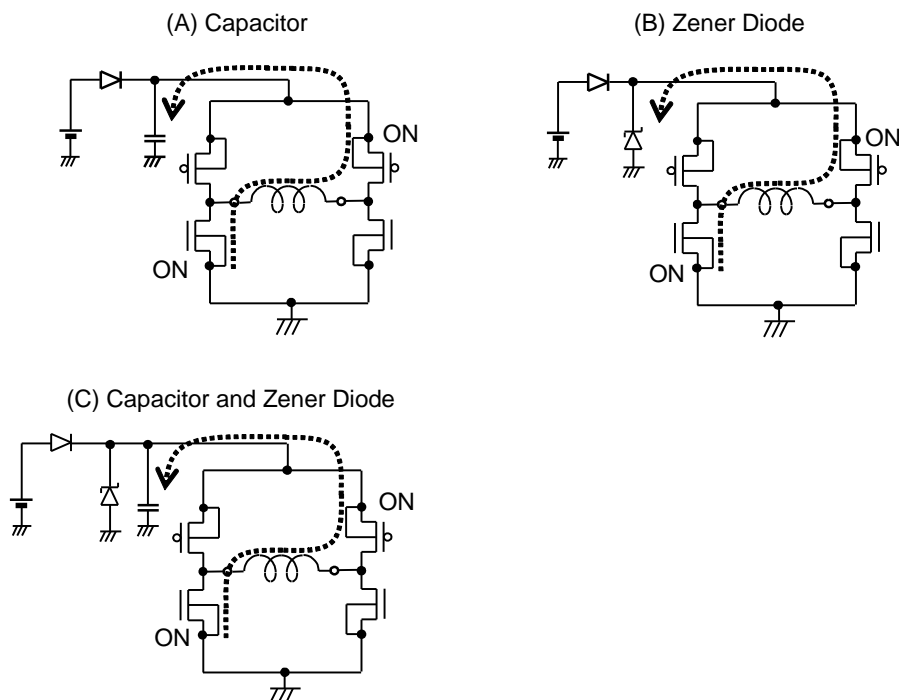 (A) Capacitor
(B) Zener Diode
ON
ON
ON
ON
(C) Capacitor and Zener Diode
ON
ON